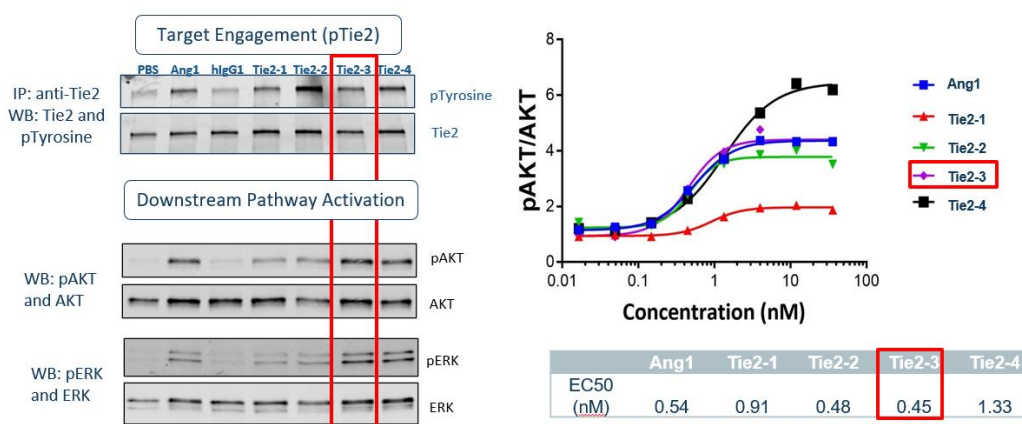 Target Engagement (pTie2)
PBS Ang1 hIgG1 Tie2-1 Tie2-2 Tie2-3 Tie2-4
IP: anti-Tie2
WB: Tie2 and
pTyrosine
pTyrosine
Tie2
Downstream Pathway Activation
WB: pAKT
and AKT
pAKT
AKT
WB: pERK
and ERK
pERK
ERK
pAKT/AKT
8
6
4
2
0
0.01 0.1 1 10 100
Concentration (nM)
Ang1
Tie2-1
Tie2-2
Tie2-3
Tie2-4
Ang1 Tie2-1 Tie2-2 Tie2-3 Tie2-4
EC50
(nM) 0.54 0.91 0.48 0.45 1.33